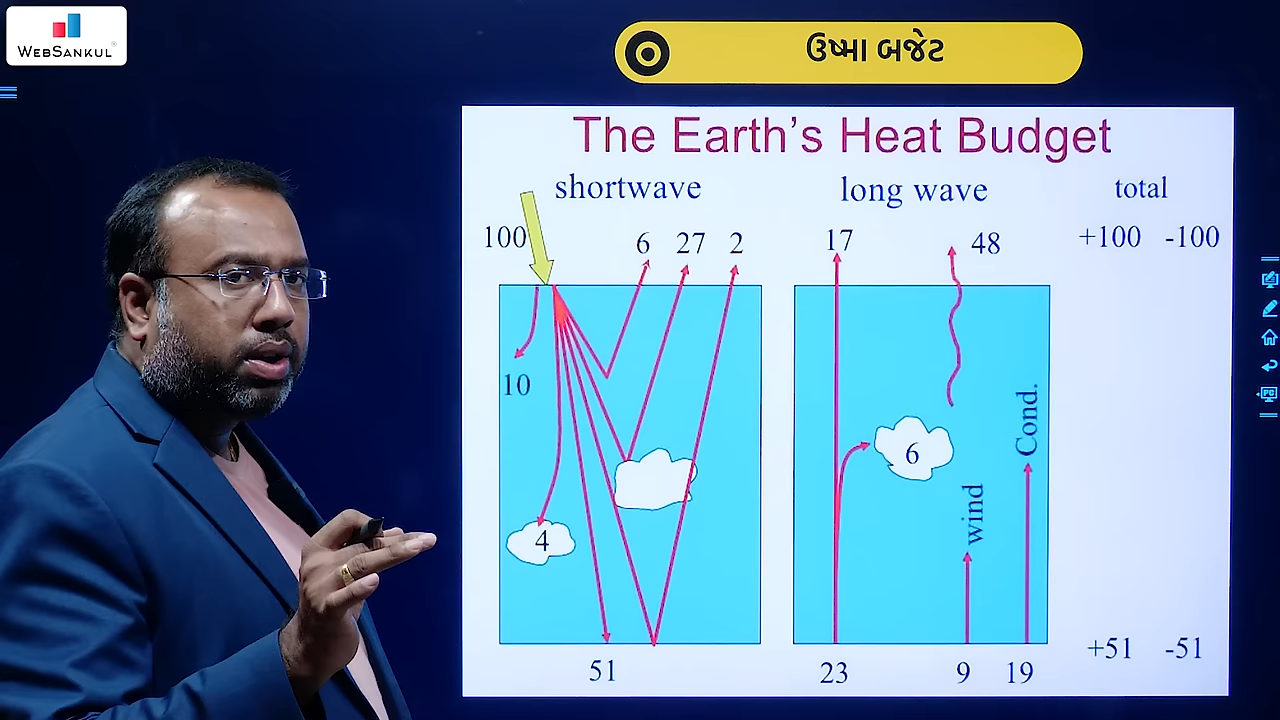 WEBSANKUL
ઉષ્મા બજેટ
The Earth's Heat Budget
shortwave long wave total
100 6 27 2 17 48 +100 -100
10
Cond.
6
wind
4
51 23 9 19 +51 -51